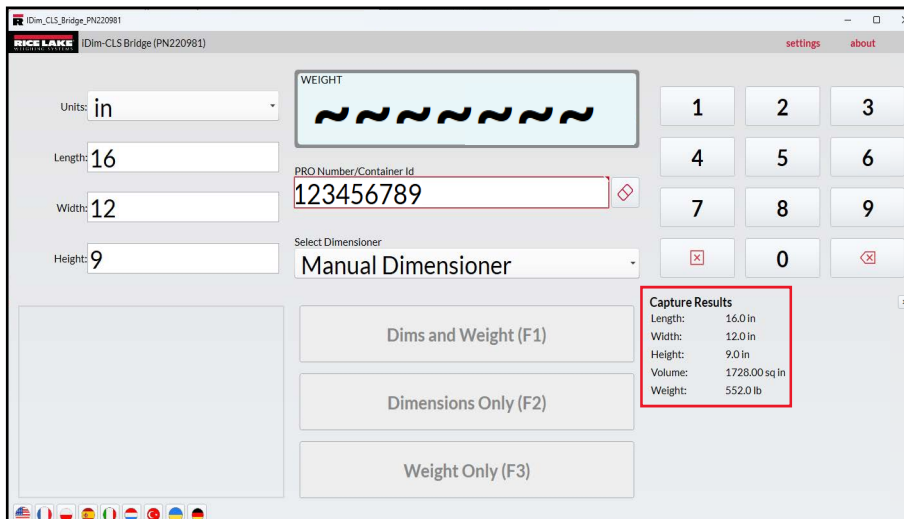 IDim_CLS_Bridge_PN220981
RICE LAKE iDim-CLS Bridge (PN220981) settings about
WEIGHING SYSTEMS
WEIGHT
~~~~~~~
Units: in
Length: 16
Width: 12
Height: 9
PRO Number/Container Id
123456789
Select Dimensioner
Manual Dimensioner
1 2 3
4 5 6
7 8 9
0
Dims and Weight (F1)
Dimensions Only (F2)
Weight Only (F3)
Capture Results
Length: 16.0 in
Width: 12.0 in
Height: 9.0 in
Volume: 1728.00 sq in
Weight: 552.0 lb